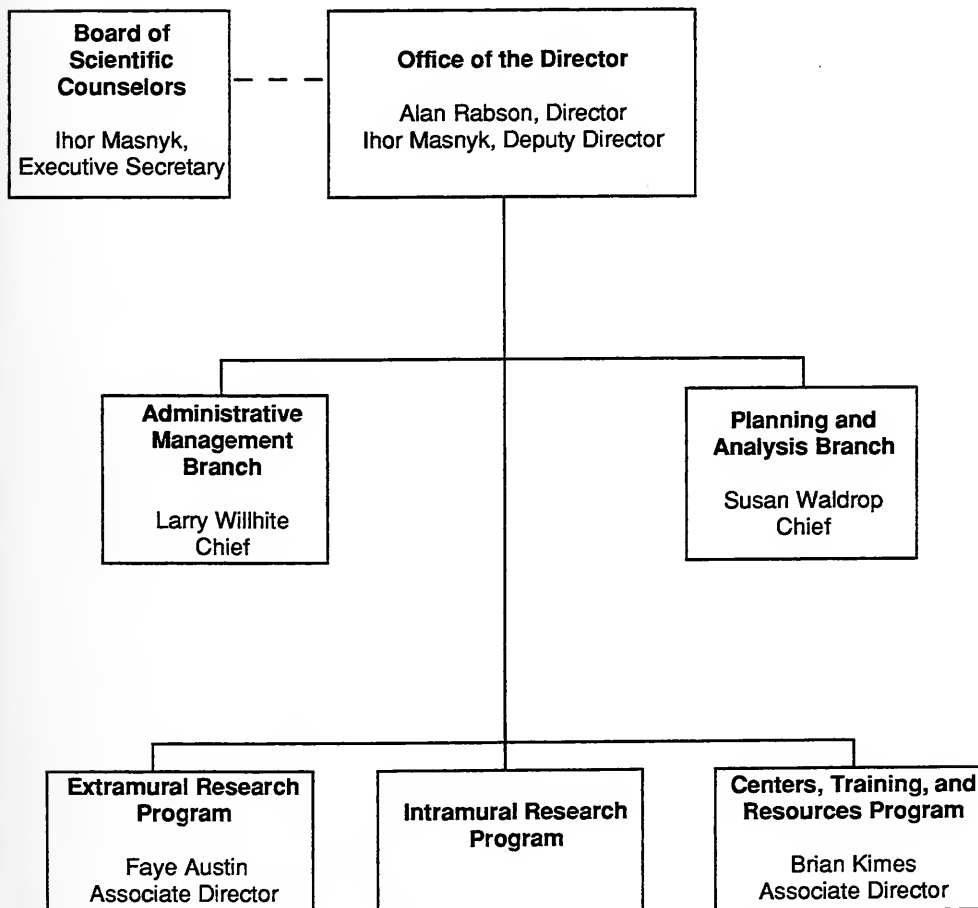 Board of
Scientific
Counselors
Ihor Masnyk,
Executive Secretary
Office of the Director
Alan Rabson, Director
Ihor Masnyk, Deputy Director
Administrative
Management
Branch
Larry Willhite
Chief
Planning and
Analysis Branch
Susan Waldrop
Chief
Extramural Research
Program
Faye Austin
Associate Director
Intramural Research
Program
Centers, Training, and
Resources Program
Brian Kimes
Associate Director